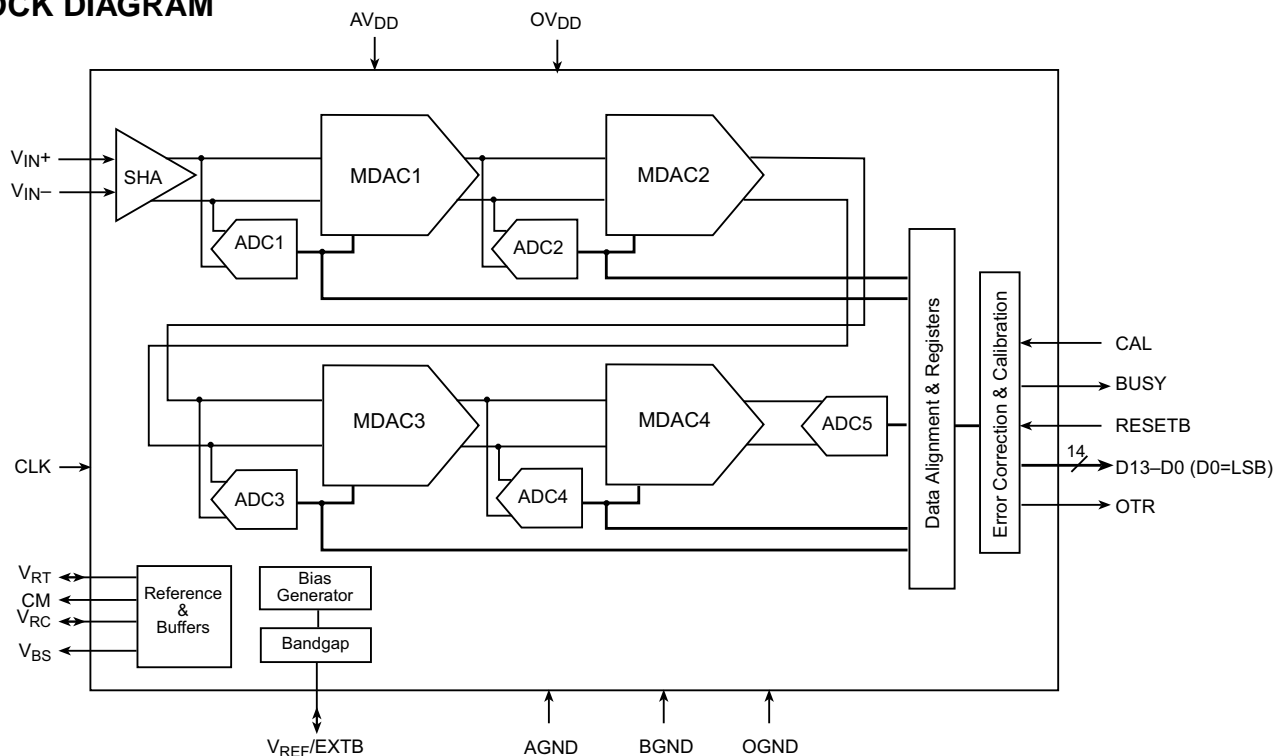 OCK DIAGRAM
AVDD
OVDD
VIN+
VIN–
SHA
MDAC1
MDAC2
ADC1
ADC2
MDAC3
MDAC4
ADC3
ADC4
ADC5
Data Alignment & Registers
Error Correction & Calibration
CAL
BUSY
RESETB
14
D13–D0 (D0=LSB)
OTR
CLK
VRT
CM
VRC
VBS
Reference
&
Buffers
Bias
Generator
Bandgap
VREF/EXTB
AGND
BGND
OGND